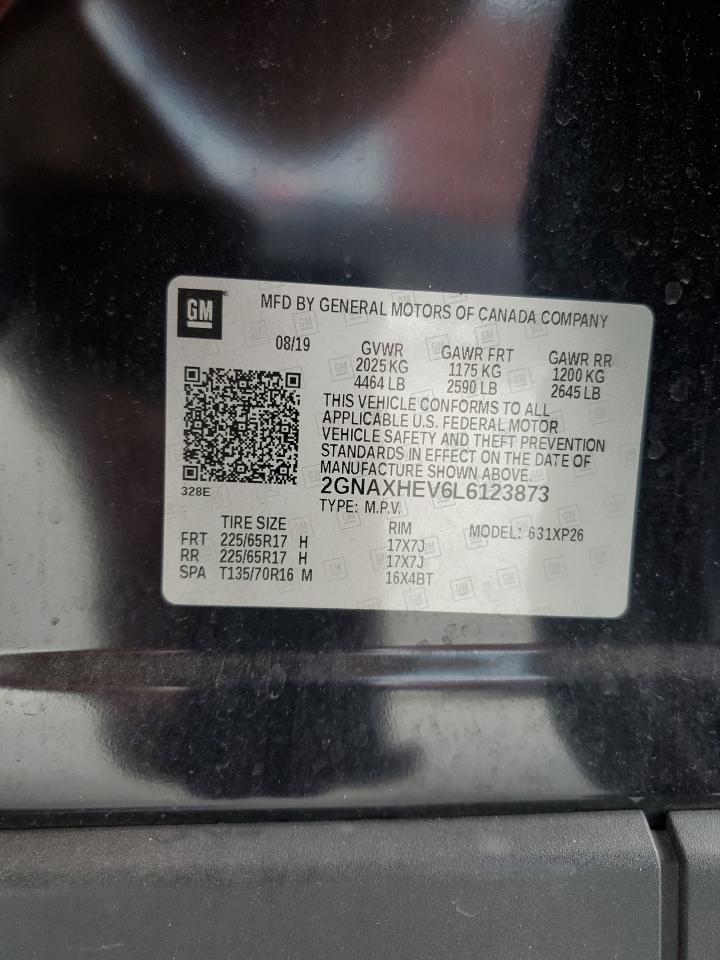 GM
MFD BY GENERAL MOTORS OF CANADA COMPANY
08/19
GVWR GAWR FRT GAWR RR
2025 KG 1175 KG 1200 KG
4464 LB 2590 LB 2645 LB
THIS VEHICLE CONFORMS TO ALL
APPLICABLE U.S. FEDERAL MOTOR
VEHICLE SAFETY AND THEFT PREVENTION
STANDARDS IN EFFECT ON THE DATE OF
MANUFACTURE SHOWN ABOVE.
328E
2GNAXHEV6L6123873
TYPE: M.P.V.
TIRE SIZE RIM MODEL: 631XP26
FRT 225/65R17 H 17X7J
RR 225/65R17 H 17X7J
SPA T135/70R16 M 16X4BT